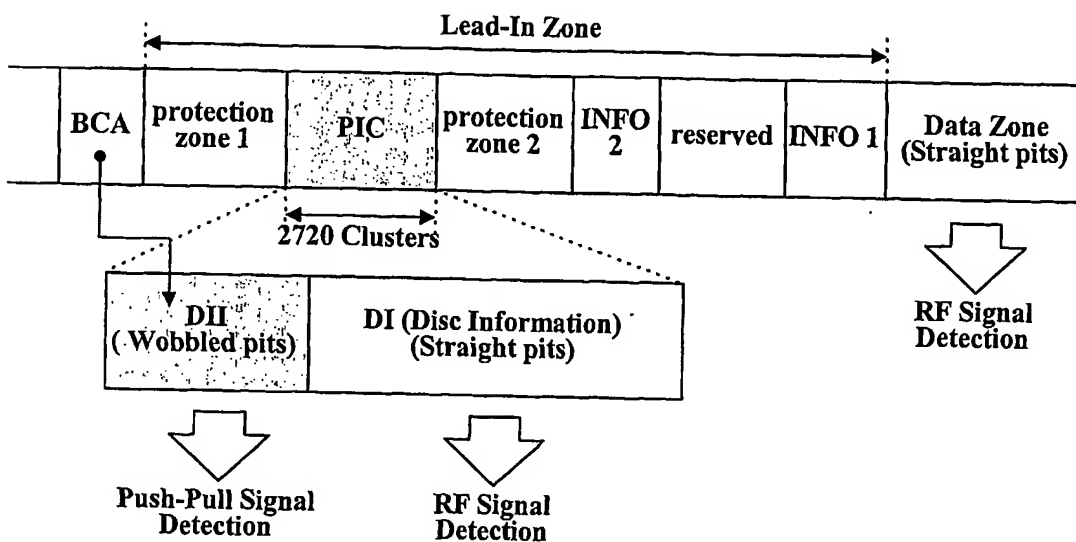 Lead-In Zone
BCA
protection
zone 1
PIC
protection
zone 2
INFO
2
reserved
INFO 1
Data Zone
(Straight pits)
2720 Clusters
DII
( Wobbled pits)
DI (Disc Information)
(Straight pits)
RF Signal
Detection
Push-Pull Signal
Detection
RF Signal
Detection